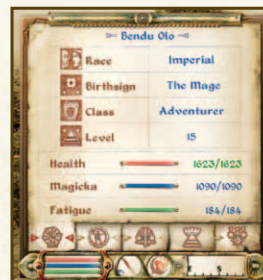 Bendu Olo
Race Imperial
Birthsign The Mage
Class Adventurer
Level 15
Health 1623/1623
Magicka 1090/1090
Fatigue 184/184
8